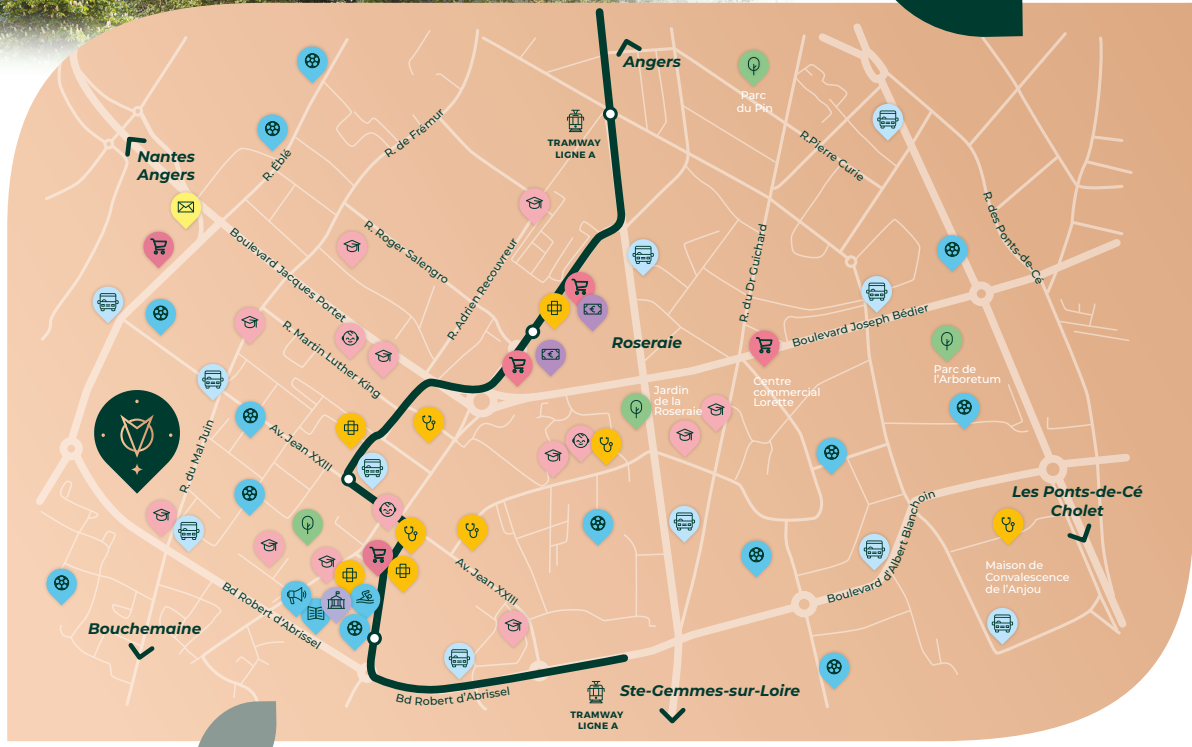 Angers
Parc
du Pin
TRAMWAY
LIGNE A
R. de Frémur
R.Pierre Curie
Nantes
Angers
R. Éblé
R. des Ponts-de-Cé
R. Roger Salengro
Boulevard Jacques Portet
R. Adrien Recouvreur
R. du Dr Guichard
R. Martin Luther King
Boulevard Joseph Bédier
Roseraie
Parc de
l'Arboretum
Centre
commercial
Lorette
Jardin
de la
Roseraie
R. du Mal Juin
Av. Jean XXIII
Les Ponts-de-Cé
Cholet
Boulevard d'Albert Blanchoin
Maison de
Convalescence
de l'Anjou
Av. Jean XXIII
Bd Robert d'Abrissel
Bouchemaine
Bd Robert d'Abrissel
Ste-Gemmes-sur-Loire
TRAMWAY
LIGNE A